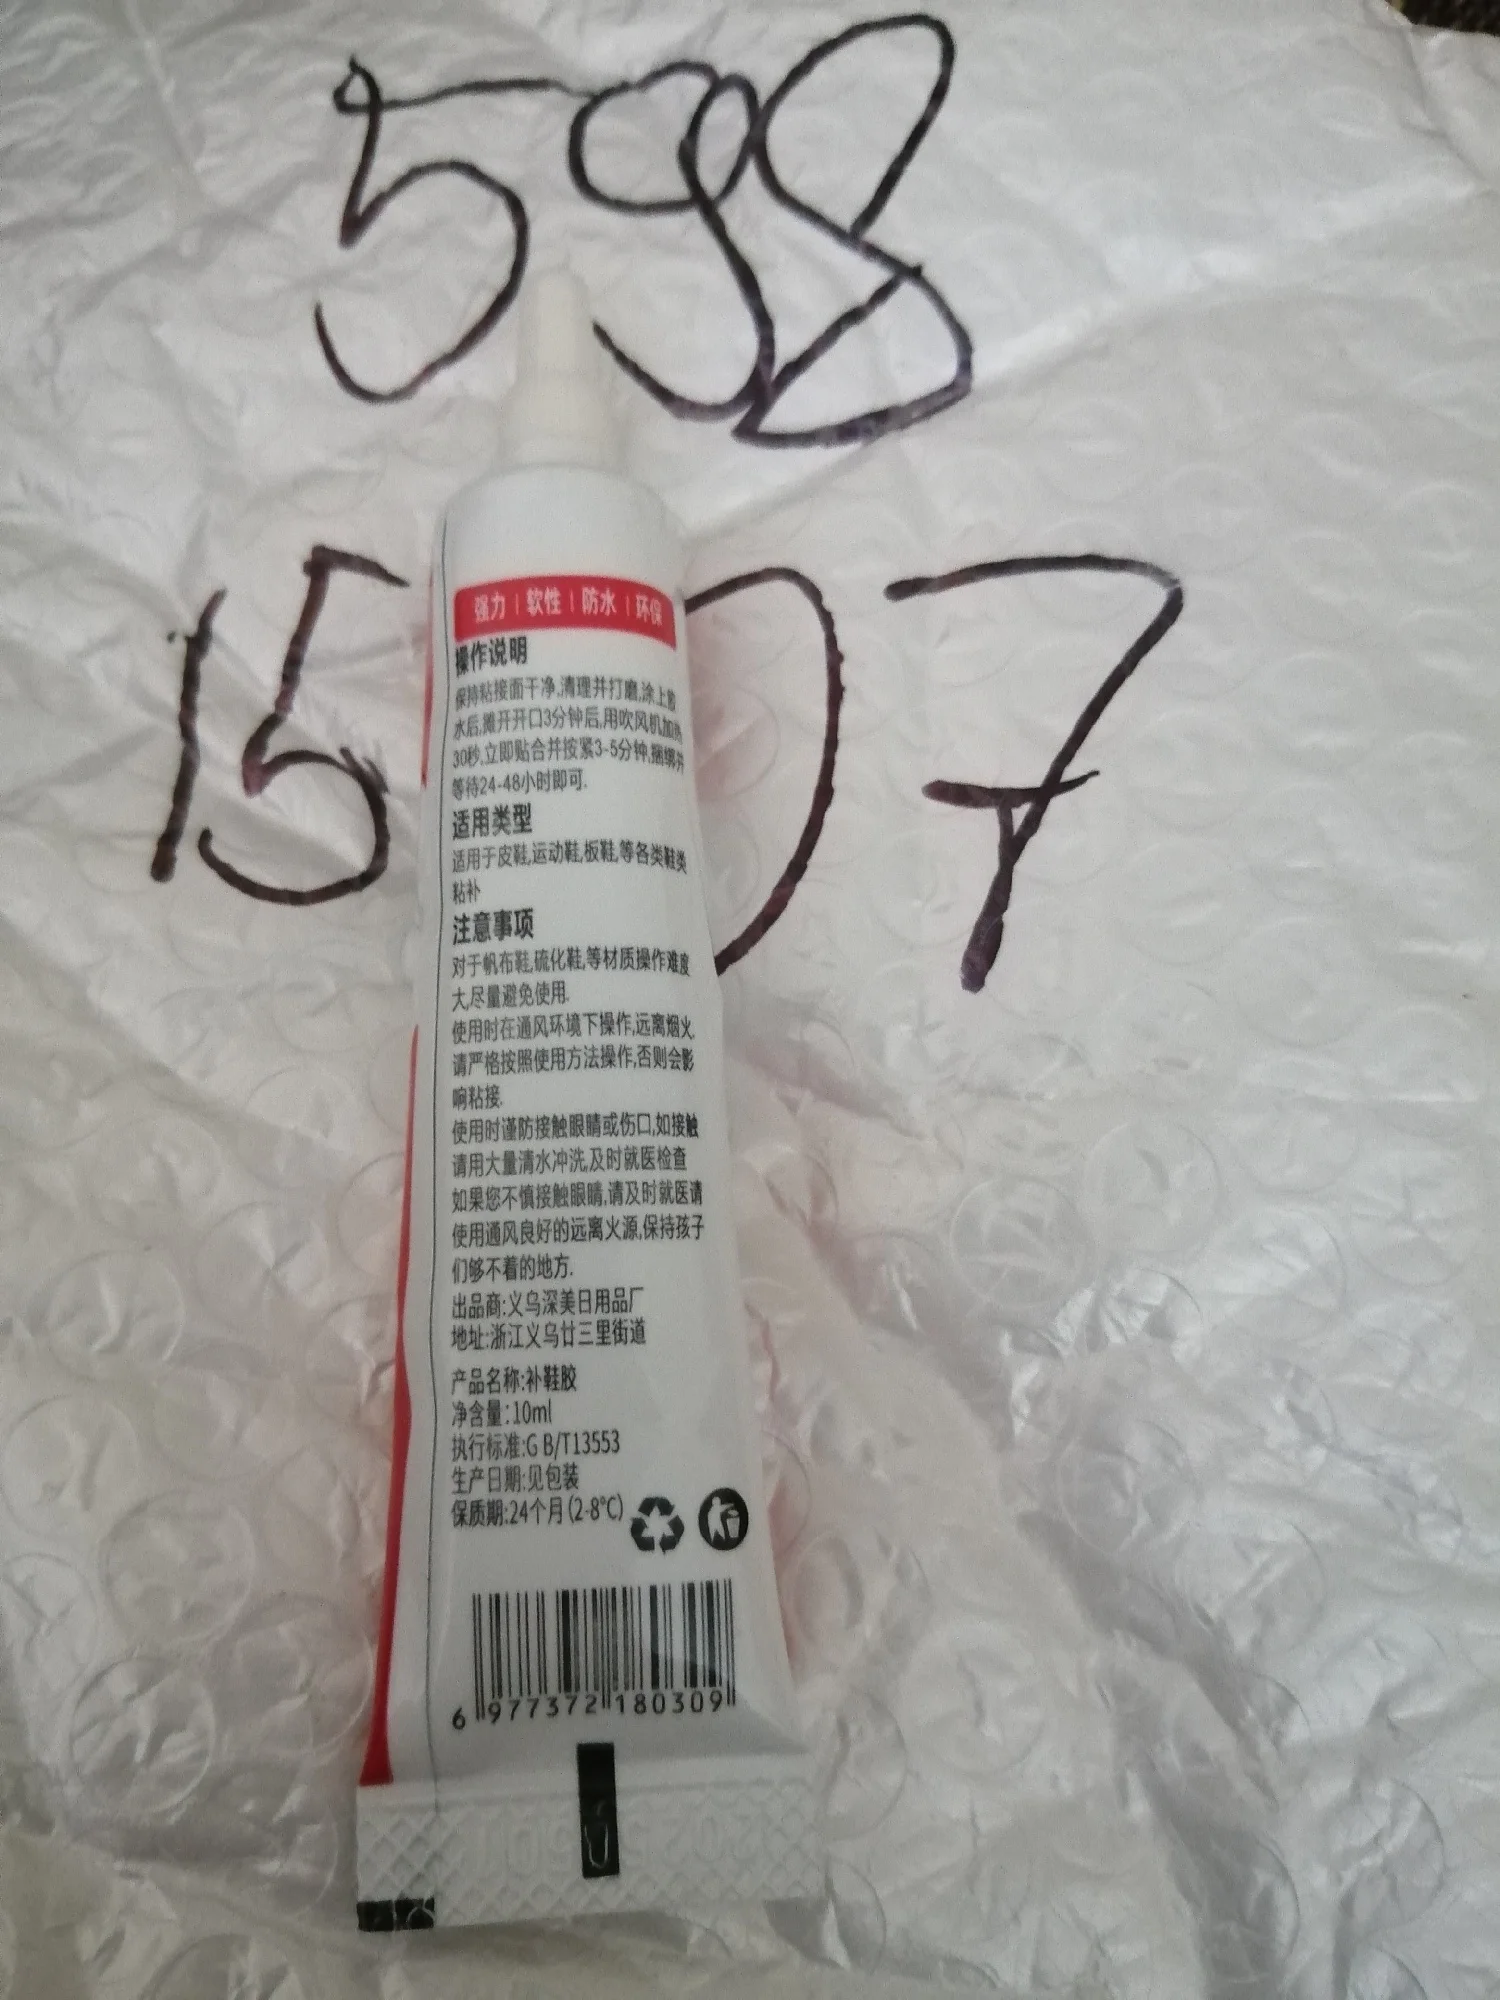 598
15 07
强力 | 软性 | 防水 | 环保
操作说明
保持粘接面干净,清理并打磨,涂上胶
水后,摊开开口3分钟后,用吹风机加热
30秒,立即贴合并按紧3-5分钟,捆绑并
等待24-48小时即可.
适用类型
适用于皮鞋,运动鞋,板鞋,等各类鞋类
粘补
注意事项
对于帆布鞋,硫化鞋,等材质操作难度
大,尽量避免使用.
使用时在通风环境下操作,远离烟火.
请严格按照使用方法操作,否则会影
响粘接.
使用时谨防接触眼睛或伤口,如接触
请用大量清水冲洗,及时就医检查
如果您不慎接触眼睛,请及时就医请
使用通风良好的远离火源,保持孩子
们够不着的地方.
出品商:义乌深美日用品厂
地址:浙江义乌廿三里街道
产品名称:补鞋胶
净含量:10ml
执行标准:G B/T13553
生产日期:见包装
保质期:24个月(2-8°C)
6 977372 180309